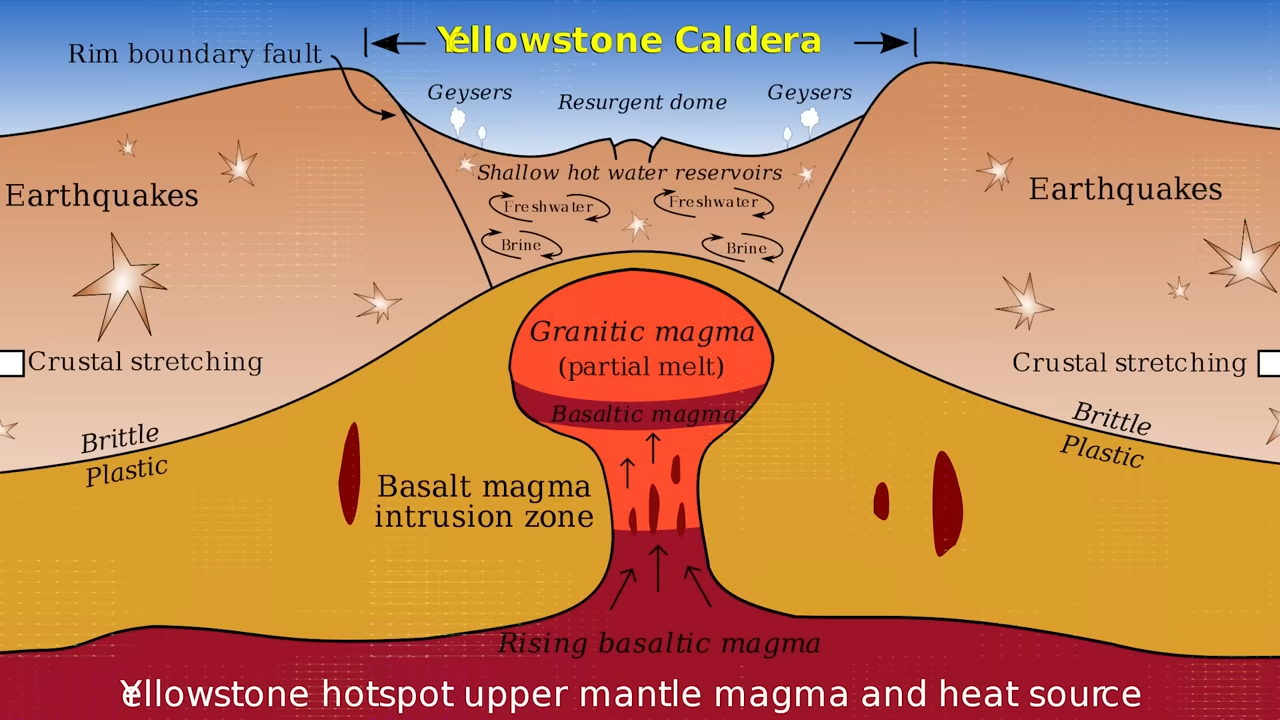 Yellowstone Caldera
Rim boundary fault
Geysers
Resurgent dome
Geysers
Shallow hot water reservoirs
Freshwater
Freshwater
Brine
Brine
Earthquakes
Earthquakes
Granitic magma
(partial melt)
Crustal stretching
Crustal stretching
Basaltic magma
Brittle
Plastic
Brittle
Plastic
Basalt magma
intrusion zone
Rising basaltic magma
Yellowstone hotspot upper mantle magma and heat source